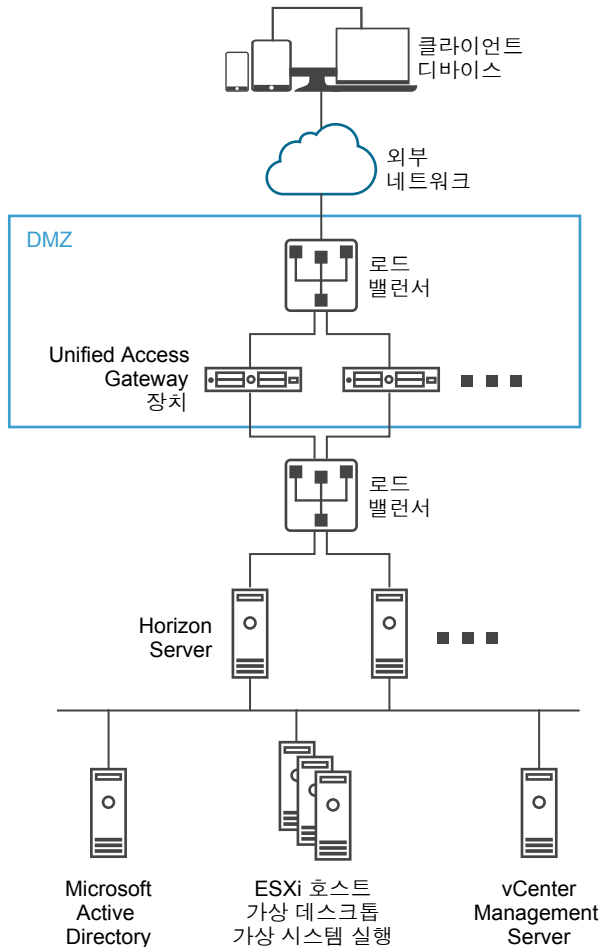 클라이언트
디바이스
외부
네트워크
DMZ
로드
밸런서
Unified Access
Gateway
장치
로드
밸런서
Horizon
Server
Microsoft
Active
Directory
ESXi 호스트
가상 데스크톱
가상 시스템 실행
vCenter
Management
Server